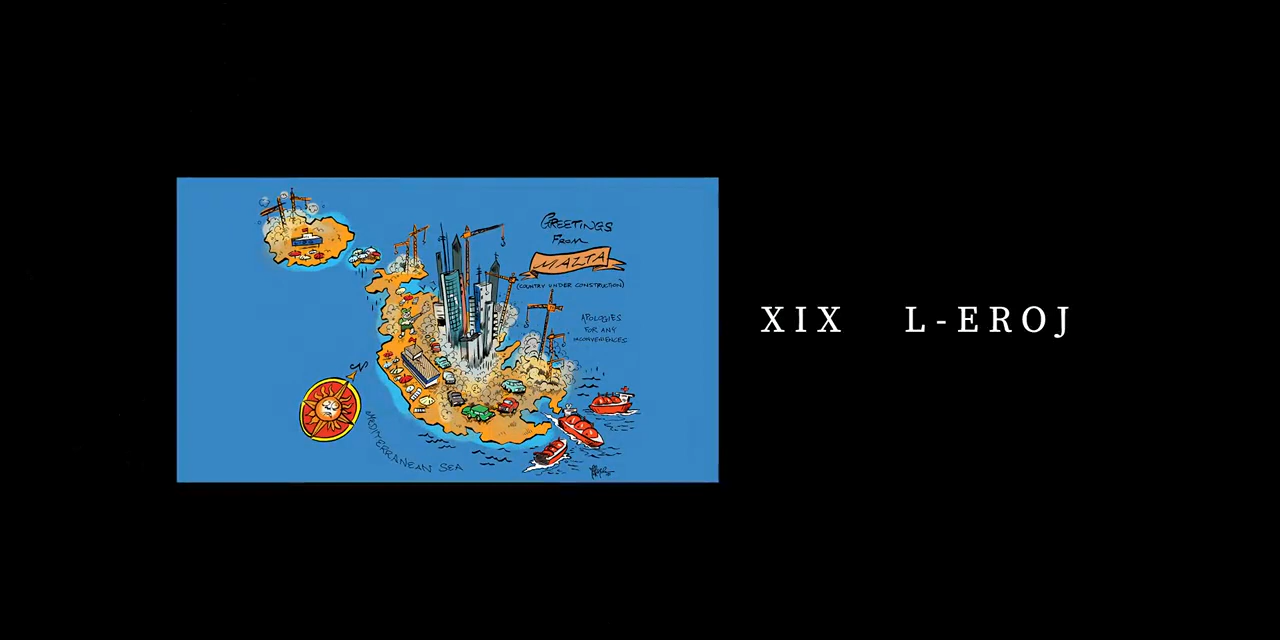 GREETINGS
FROM
MALTA
(COUNTRY UNDER CONSTRUCTION)
APOLOGIES
FOR ANY
INCONVENIENCES
N
MEDITERRANEAN SEA
XIX L-EROJ